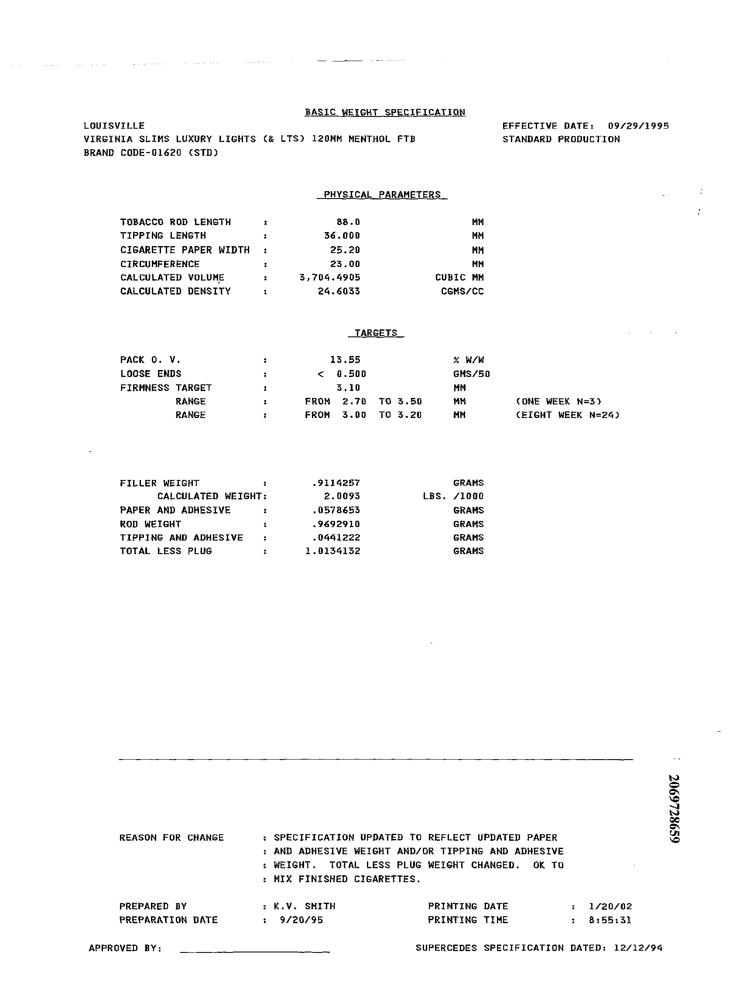 BASIC WEIGHT SPECIFICATION
LOUISVILLE EFFECTIVE DATE: 09/29/1995
VIRGINIA SLIMS LUXURY LIGHTS (& LTS) 120MM MENTHOL FTB STANDARD PRODUCTION
BRAND CODE-01620 (STD)
PHYSICAL PARAMETERS
TOBACCO ROD LENGTH : 88.0 MM
TIPPING LENGTH : 36.000 MM
CIGARETTE PAPER WIDTH : 25.20 MM
CIRCUMFERENCE : 23.00 MM
CALCULATED VOLUME : 3,704.4905 CUBIC MM
CALCULATED DENSITY : 24.6033 CGMS/CC
TARGETS
PACK O. V. : 13.55 % W/W
LOOSE ENDS : < 0.500 GMS/50
FIRMNESS TARGET : 3.10 MM
RANGE : FROM 2.70 TO 3.50 MM (ONE WEEK N=3)
RANGE : FROM 3.00 TO 3.20 MM (EIGHT WEEK N=24)
FILLER WEIGHT : .9114257 GRAMS
CALCULATED WEIGHT: 2.0093 LBS. /1000
PAPER AND ADHESIVE : .0578653 GRAMS
ROD WEIGHT : .9692910 GRAMS
TIPPING AND ADHESIVE : .0441222 GRAMS
TOTAL LESS PLUG : 1.0134132 GRAMS
2069728659
REASON FOR CHANGE : SPECIFICATION UPDATED TO REFLECT UPDATED PAPER
: AND ADHESIVE WEIGHT AND/OR TIPPING AND ADHESIVE
: WEIGHT. TOTAL LESS PLUG WEIGHT CHANGED. OK TO
: MIX FINISHED CIGARETTES.
PREPARED BY : K.V. SMITH PRINTING DATE : 1/20/02
PREPARATION DATE : 9/20/95 PRINTING TIME : 8:55:31
APPROVED BY: SUPERCEDES SPECIFICATION DATED: 12/12/94